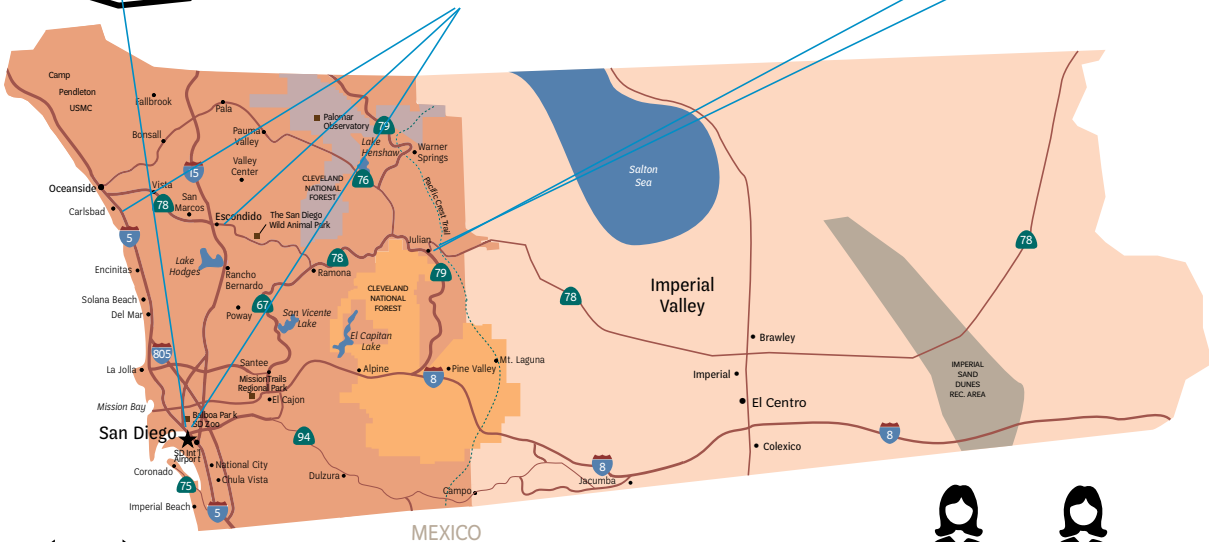 Camp
Pendleton
USMC
Fallbrook
Pala
Palomar
Observatory
79
Bonsall
Pauma
Valley
Lake
Henshaw
Warner
Springs
15
Valley
Center
CLEVELAND
NATIONAL
FOREST
76
Pacific Crest Trail
Salton
Sea
Oceanside
Vista
78
San
Marcos
Carlsbad
Escondido
The San Diego
Wild Animal Park
5
Julian
78
Lake
Hodges
78
Encinitas
Rancho
Bernardo
Ramona
79
Imperial
Valley
78
CLEVELAND
NATIONAL
FOREST
Solana Beach
Del Mar
67
Poway
San Vicente
Lake
El Capitan
Lake
Brawley
805
La Jolla
Santee
Alpine
Pine Valley
Mt. Laguna
8
Imperial
IMPERIAL
SAND
DUNES
REC. AREA
MissionTrails
Regional Park
El Cajon
El Centro
Mission Bay
Balboa Park
SD Zoo
San Diego
94
8
Colexico
SD Int'l
Airport
Coronado
National City
Chula Vista
75
Dulzura
8
Jacumba
Campo
Imperial Beach
5
MEXICO